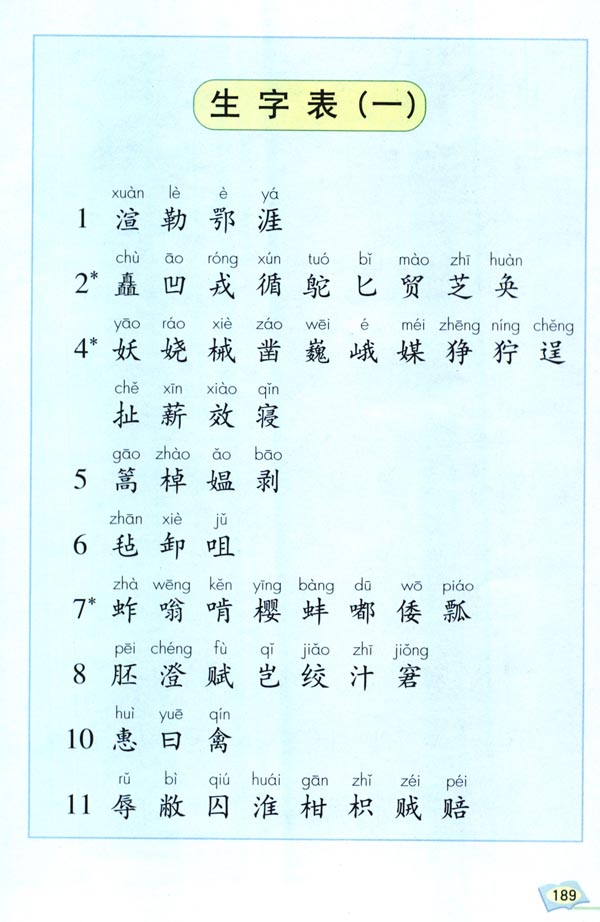 生字表(一)
xuàn lè è yá
1 渲 勒 鄂 涯
chù āo róng xún tuó bǐ mào zhī huàn
2* 矗 凹 戎 循 鸵 匕 贸 芝 奂
yāo ráo xiè záo wēi é méi zhēng níng chěng
4* 妖 娆 械 凿 巍 峨 媒 狰 狞 逞
chě xīn xiào qǐn
扯 薪 效 寝
gāo zhào ǎo bāo
5 篙 棹 媪 剥
zhān xiè jǔ
6 毡 卸 咀
zhà wēng kěn yīng bàng dū wō piáo
7* 蚱 嗡 啃 樱 蚌 嘟 倭 瓢
pēi chéng fù qǐ jiǎo zhī jiǒng
8 胚 澄 赋 岂 绞 汁 窘
huì yuē qín
10 惠 曰 禽
rǔ bì qiú huái gān zhǐ zéi péi
11 辱 敝 囚 淮 柑 枳 贼 赔
189